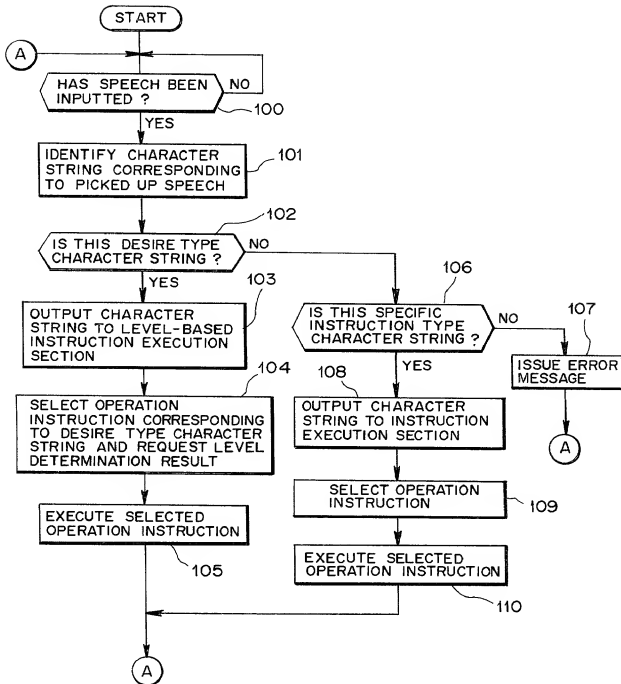 START
A
HAS SPEECH BEEN
INPUTTED ?
NO
100
YES
IDENTIFY CHARACTER
STRING CORRESPONDING
TO PICKED UP SPEECH
101
102
IS THIS DESIRE TYPE
CHARACTER STRING ?
NO
YES
103
OUTPUT CHARACTER
STRING TO LEVEL-BASED
INSTRUCTION EXECUTION
SECTION
104
SELECT OPERATION
INSTRUCTION CORRESPONDING
TO DESIRE TYPE CHARACTER
STRING AND REQUEST LEVEL
DETERMINATION RESULT
EXECUTE SELECTED
OPERATION INSTRUCTION
105
106
IS THIS SPECIFIC
INSTRUCTION TYPE
CHARACTER STRING ?
NO
YES
107
ISSUE ERROR
MESSAGE
A
108
OUTPUT CHARACTER
STRING TO INSTRUCTION
EXECUTION SECTION
SELECT OPERATION
INSTRUCTION
109
EXECUTE SELECTED
OPERATION INSTRUCTION
110
A